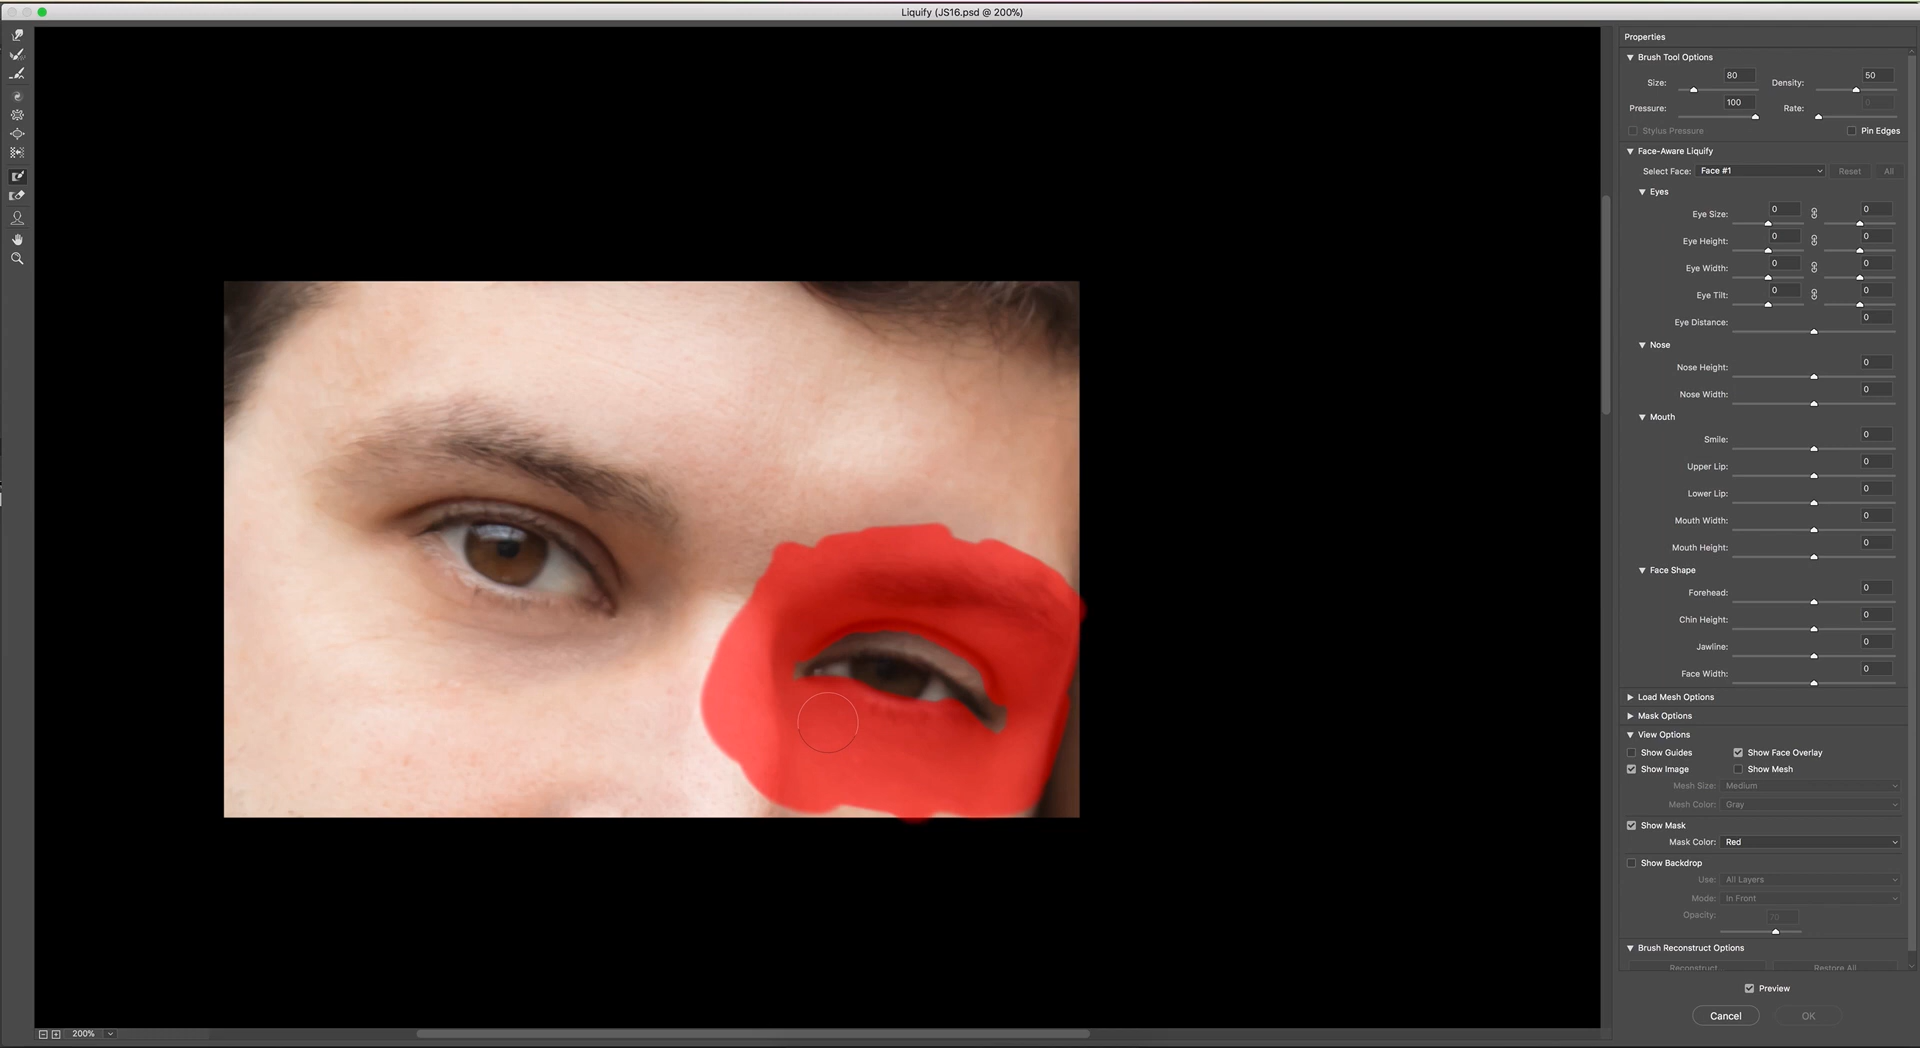 Liquify (JS16.psd @ 200%)
Properties
Brush Tool Options
Size: 80 Density: 50
Pressure: 100 Rate: 0
Stylus Pressure Pin Edges
Face-Aware Liquify
Select Face: Face #1 Reset All
Eyes
Eye Size: 0 0
Eye Height: 0 0
Eye Width: 0 0
Eye Tilt: 0 0
Eye Distance: 0
Nose
Nose Height: 0
Nose Width: 0
Mouth
Smile: 0
Upper Lip: 0
Lower Lip: 0
Mouth Width: 0
Mouth Height: 0
Face Shape
Forehead: 0
Chin Height: 0
Jawline: 0
Face Width: 0
Load Mesh Options
Mask Options
View Options
Show Guides Show Face Overlay
Show Image Show Mesh
Mesh Size: Medium
Mesh Color: Gray
Show Mask
Mask Color: Red
Show Backdrop
Use: All Layers
Mode: In Front
Opacity: 70
Brush Reconstruct Options
Reconstruct... Restore All
Preview
Cancel OK
200%